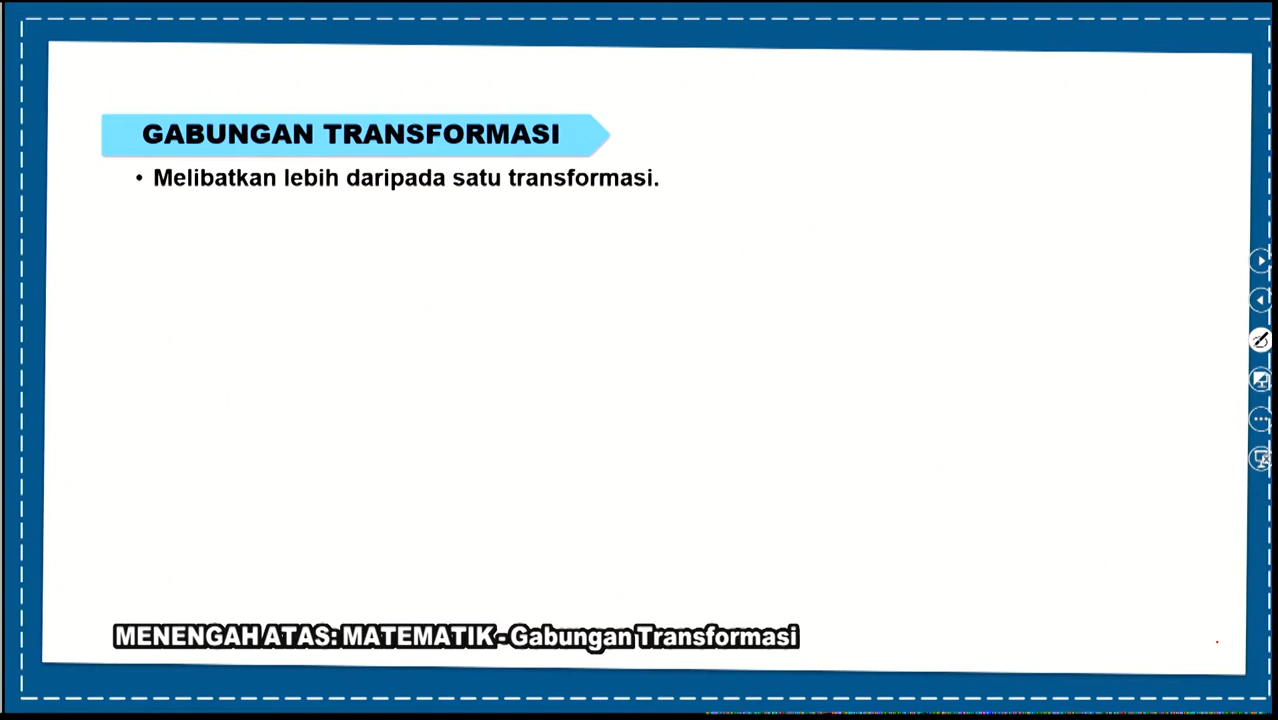 GABUNGAN TRANSFORMASI
• Melibatkan lebih daripada satu transformasi.
MENENGAH ATAS: MATEMATIK - Gabungan Transformasi